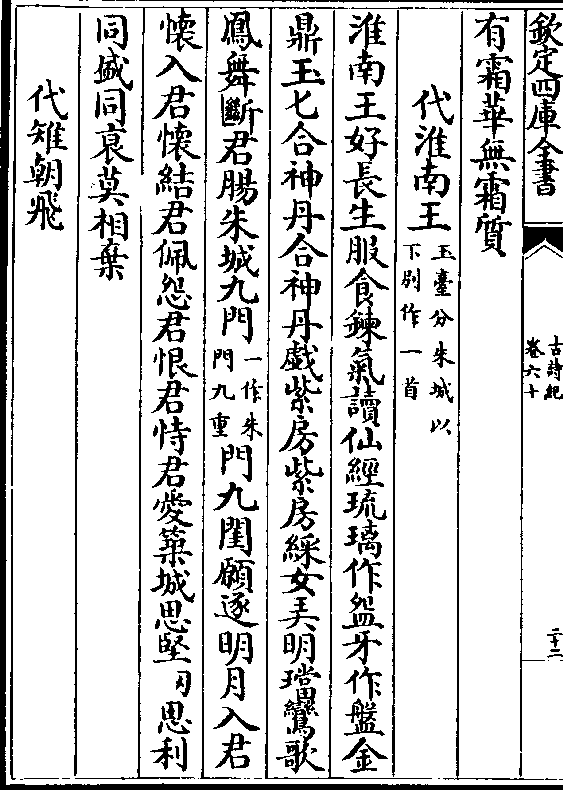 欽定四庫全書
古詩紀
卷六十
二十二
有霜華無霜質
代淮南王玉臺分朱城以下別作一首
淮南王好長生服食鍊氣讀仙經琉璃作盌牙作盤金
鼎玉匕合神丹合神丹戲紫房紫房綵女弄明璫鸞歌
鳳舞斷君腸朱城九門一作朱門九重門九閨願逐明月入君
懷入君懷結君佩怨君恨君恃君愛築城思堅劒思利
同盛同衰莫相棄
代雉朝飛